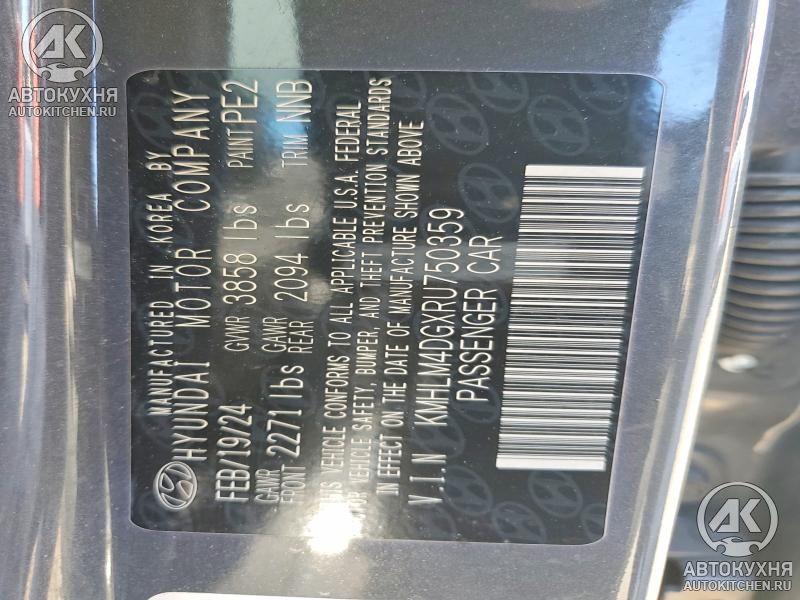 MANUFACTURED IN KOREA BY
HYUNDAI MOTOR COMPANY
FEB/19/24 GVWR 3858 lbs PAINT PE2
GAWR FRONT 2271 lbs GAWR REAR 2094 lbs TRIM NNB
THIS VEHICLE CONFORMS TO ALL APPLICABLE U.S.A. FEDERAL
MOTOR VEHICLE SAFETY, BUMPER, AND THEFT PREVENTION STANDARDS
IN EFFECT ON THE DATE OF MANUFACTURE SHOWN ABOVE
V.I.N KMHLM4DGXRU750359
PASSENGER CAR
АК
АВТОКУХНЯ
AUTOKITCHEN.RU
АК
АВТОКУХНЯ
AUTOKITCHEN.RU